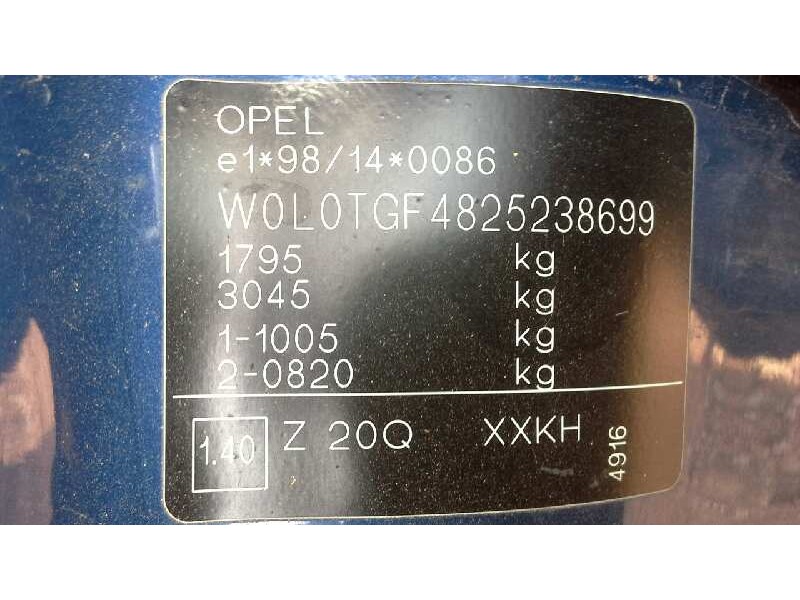 OPEL
e1*98/14*0086
W0L0TGF4825238699
1795 kg
3045 kg
1-1005 kg
2-0820 kg
1.40 Z 20Q XXKH 4916